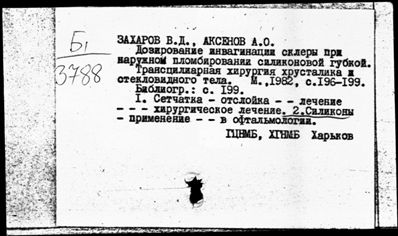 Б1
3788
ЗАХАРОВ В.Д., АКСЕНОВ А.О.
Дозирование инвагинации склеры при
наружном пломбировании силиконовой губкой.
Трансцилиарная хирургия хрусталика и
стекловидного тела. М.,1982, с.196-199.
Библиогр.: с. 199.
I. Сетчатка - отслойка - - лечение
- - - хирургическое лечение. 2.Силиконы
- применение - - в офтальмологии.
ГЦНМБ, ХГНМБ Харьков